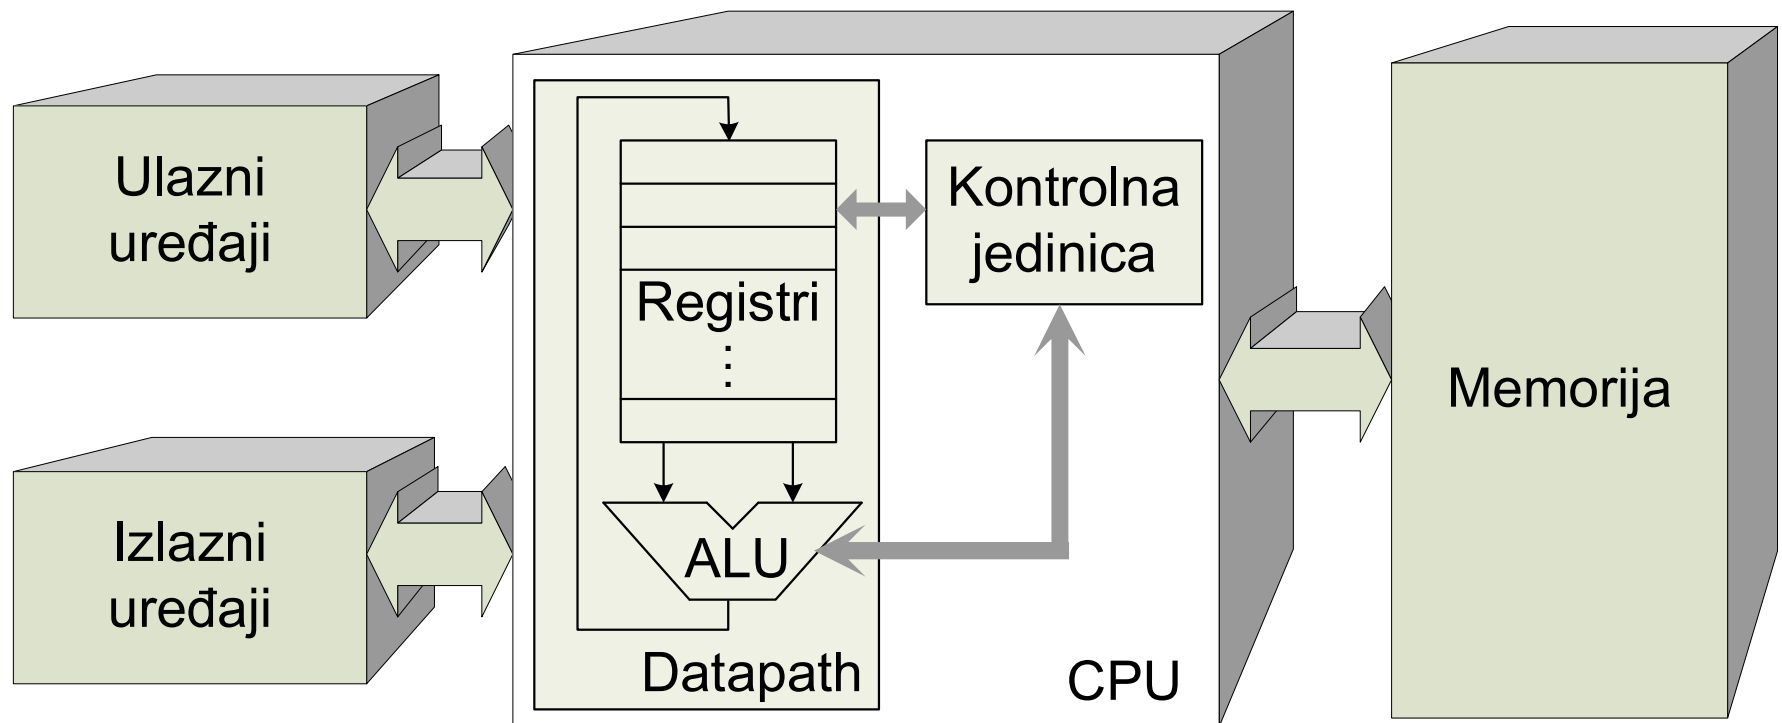 Ulazni
uređaji
Izlazni
uređaji
Registri
⋮
ALU
Datapath
Kontrolna
jedinica
CPU
Memorija